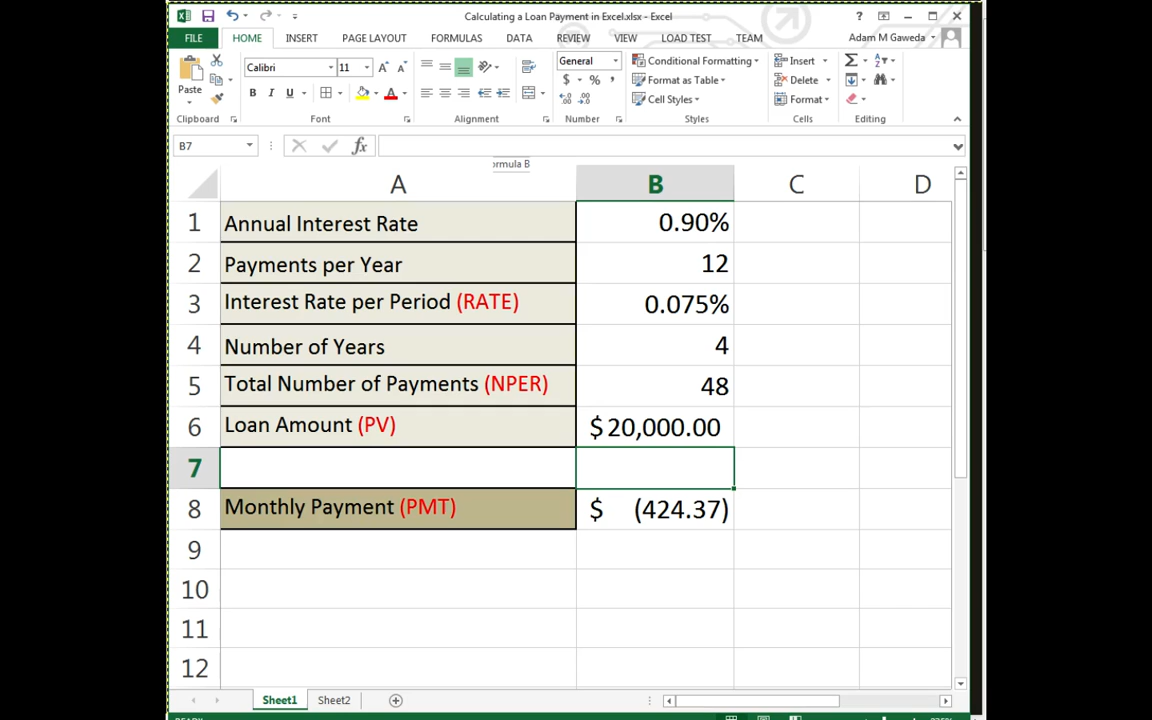 Calculating a Loan Payment in Excel.xlsx - Excel
?
FILE HOME INSERT PAGE LAYOUT FORMULAS DATA REVIEW VIEW LOAD TEST TEAM Adam M Gaweda
Calibri 11 A A General Conditional Formatting Insert
Paste $ % , Format as Table Delete
B I U A Cell Styles Format
Clipboard Font Alignment Number Styles Cells Editing
B7 fx
ormula B
A B C D
1 Annual Interest Rate 0.90%
2 Payments per Year 12
3 Interest Rate per Period (RATE) 0.075%
4 Number of Years 4
5 Total Number of Payments (NPER) 48
6 Loan Amount (PV) $20,000.00
7
8 Monthly Payment (PMT) $ (424.37)
9
10
11
12
Sheet1 Sheet2